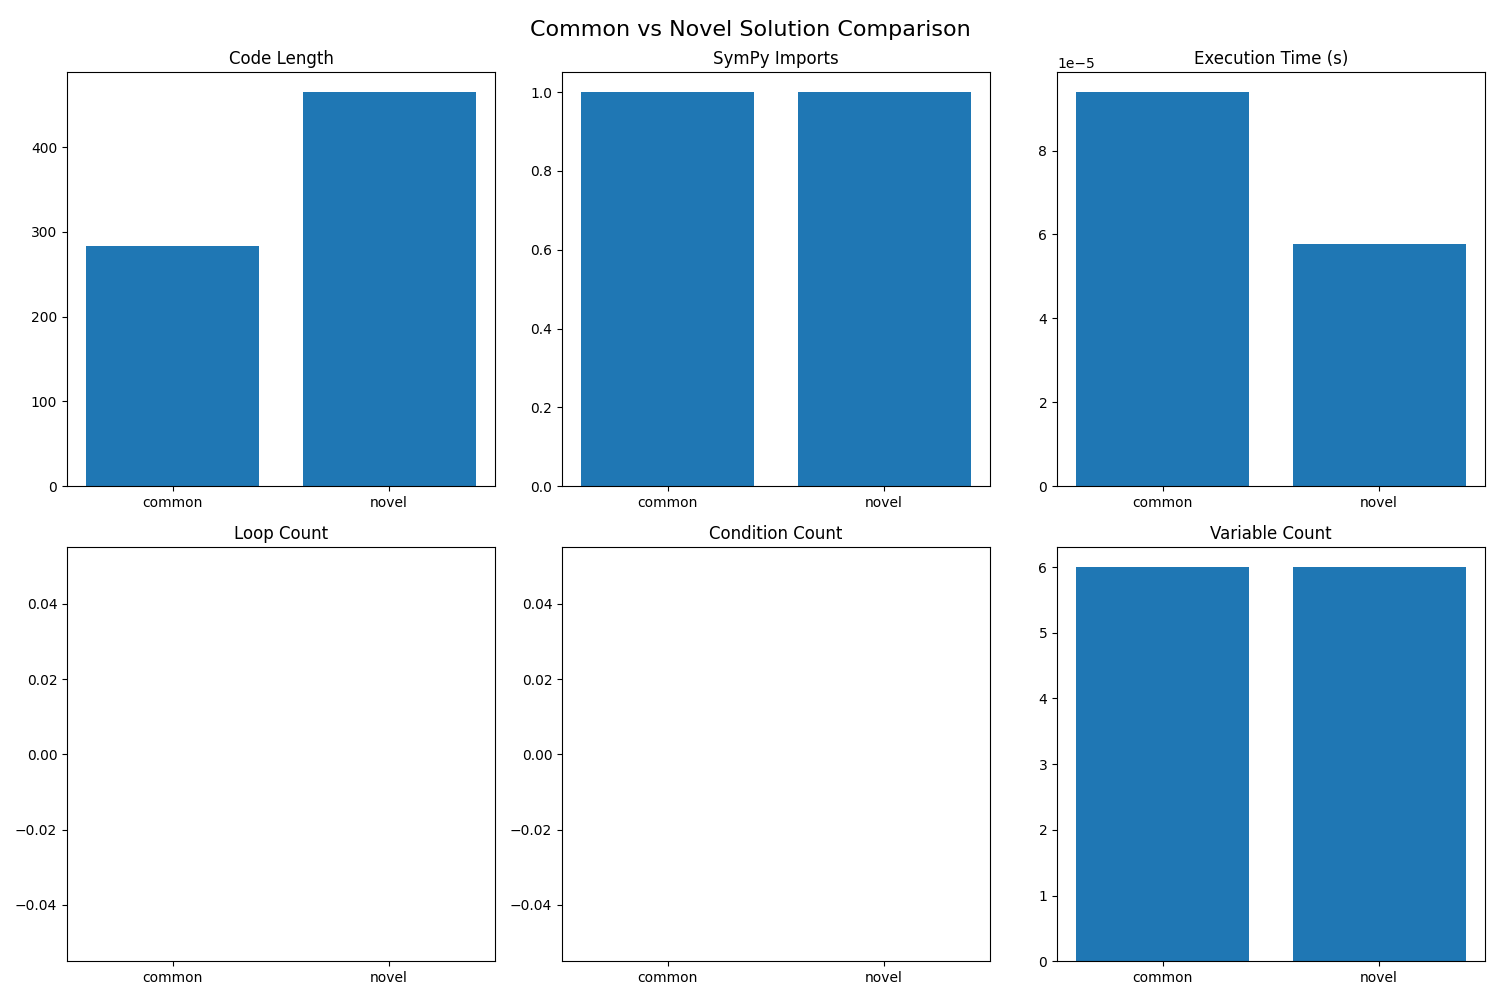 Common vs Novel Solution Comparison
Code Length
400
300
200
100
0
common novel
SymPy Imports
1.0
0.8
0.6
0.4
0.2
0.0
common novel
Execution Time (s)
1e−5
8
6
4
2
0
common novel
Loop Count
0.04
0.02
0.00
−0.02
−0.04
common novel
Condition Count
0.04
0.02
0.00
−0.02
−0.04
common novel
Variable Count
6
5
4
3
2
1
0
common novel